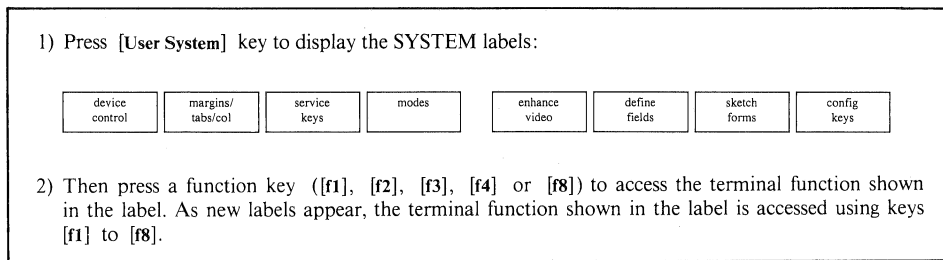 1) Press [User System] key to display the SYSTEM labels:
device margins/ service modes enhance define sketch config
control tabs/col keys video fields forms keys
2) Then press a function key ([f1], [f2], [f3], [f4] or [f8]) to access the terminal function shown
in the label. As new labels appear, the terminal function shown in the label is accessed using keys
[f1] to [f8].